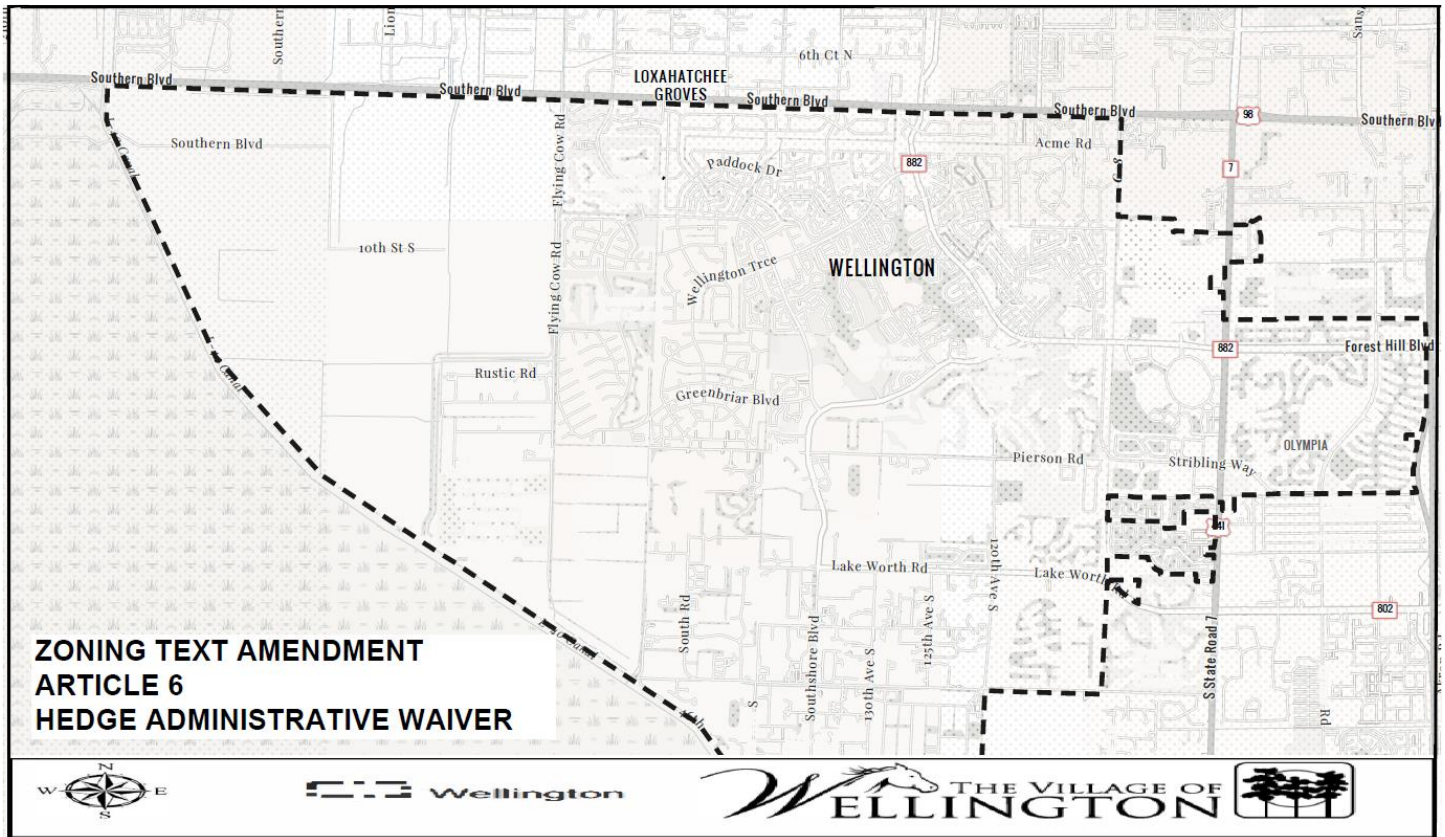 Southern
Lion
Sans
6th Ct N
LOXAHATCHEE
GROVES
Southern Blvd
Southern Blvd
Southern Blvd
Southern Blvd
98
Southern Blvd
Southern Blvd
Flying Cow Rd
Paddock Dr
882
Acme Rd
7
10th St S
Flying Cow Rd
Wellington Trce
WELLINGTON
Canal
Rustic Rd
Greenbriar Blvd
882
Forest Hill Blvd
OLYMPIA
Pierson Rd
Stribling Way
441
120th Ave S
Lake Worth Rd
Lake Worth
802
South Rd
Southshore Blvd
130th Ave S
125th Ave S
S
S State Road 7
Rd
ZONING TEXT AMENDMENT
ARTICLE 6
HEDGE ADMINISTRATIVE WAIVER
N
W
E
S
Wellington
THE VILLAGE OF
WELLINGTON